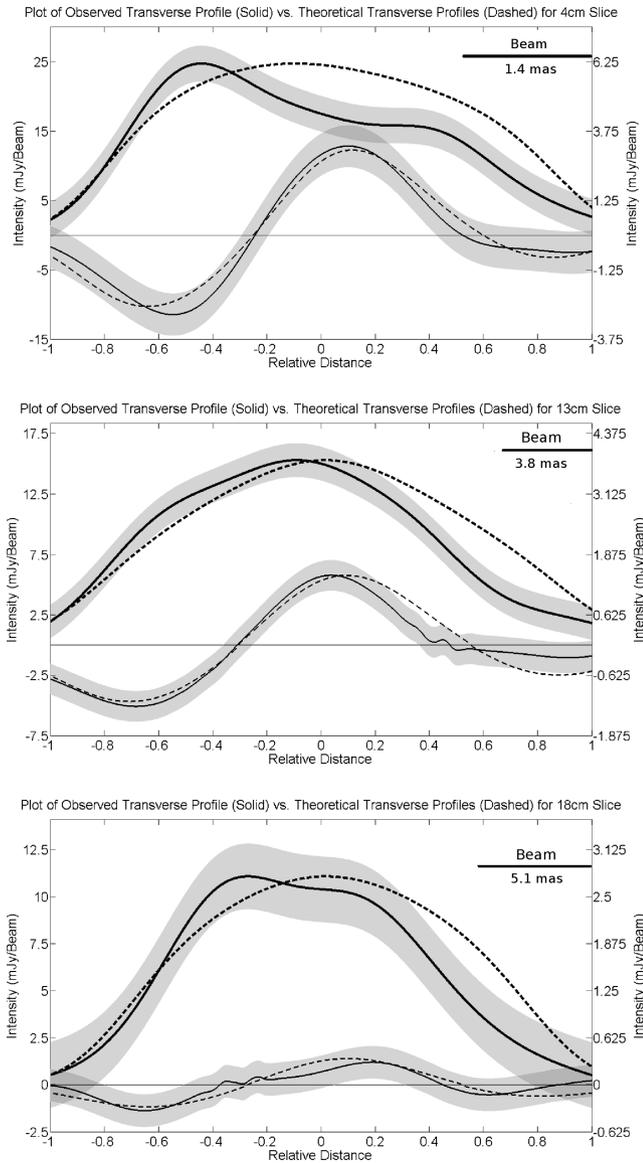 Plot of Observed Transverse Profile (Solid) vs. Theoretical Transverse Profiles (Dashed) for 4cm Slice
Beam
1.4 mas
25
15
5
-5
-15
6.25
3.75
1.25
-1.25
-3.75
Intensity (mJy/Beam)
Intensity (mJy/Beam)
-1 -0.8 -0.6 -0.4 -0.2 0 0.2 0.4 0.6 0.8 1
Relative Distance
Plot of Observed Transverse Profile (Solid) vs. Theoretical Transverse Profiles (Dashed) for 13cm Slice
Beam
3.8 mas
17.5
12.5
7.5
2.5
-2.5
-7.5
4.375
3.125
1.875
0.625
-0.625
-1.875
Intensity (mJy/Beam)
Intensity (mJy/Beam)
-1 -0.8 -0.6 -0.4 -0.2 0 0.2 0.4 0.6 0.8 1
Relative Distance
Plot of Observed Transverse Profile (Solid) vs. Theoretical Transverse Profiles (Dashed) for 18cm Slice
Beam
5.1 mas
12.5
10
7.5
5
2.5
0
-2.5
3.125
2.5
1.875
1.25
0.625
0
-0.625
Intensity (mJy/Beam)
Intensity (mJy/Beam)
-1 -0.8 -0.6 -0.4 -0.2 0 0.2 0.4 0.6 0.8 1
Relative Distance